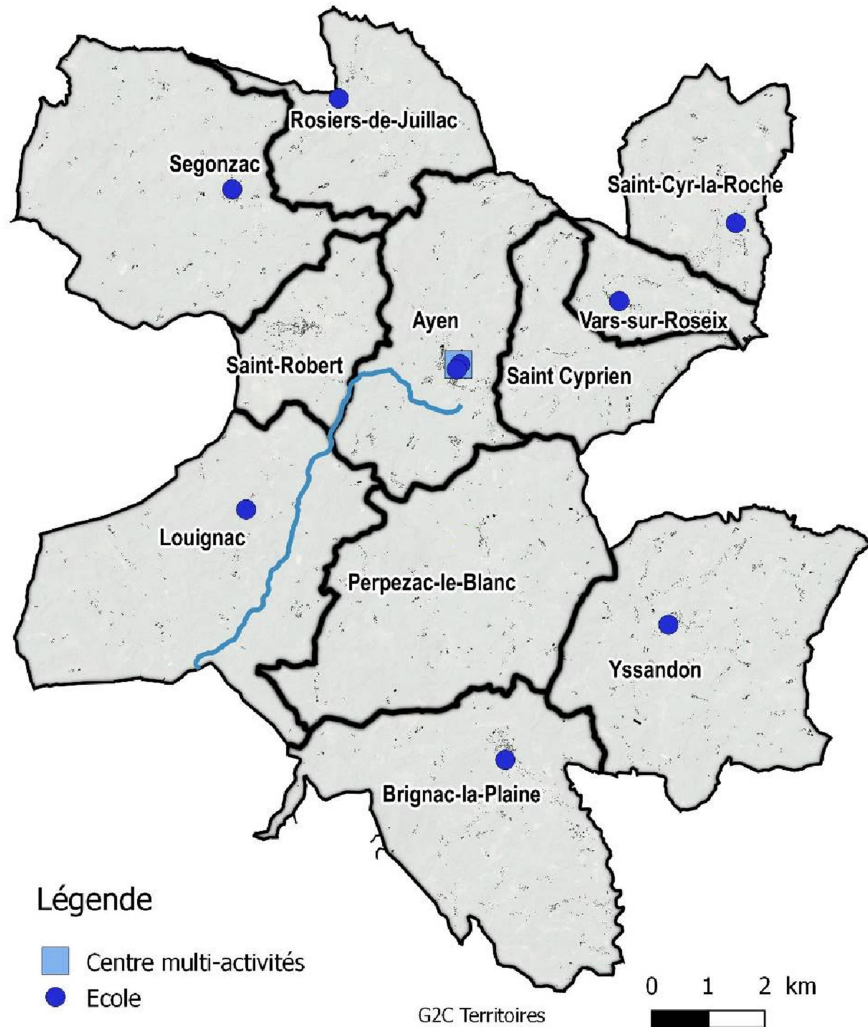 Rosiers-de-Juillac
Segonzac
Saint-Cyr-la-Roche
Ayen
Vars-sur-Roseix
Saint-Robert
Saint Cyprien
Louignac
Perpezac-le-Blanc
Yssandon
Brignac-la-Plaine
Légende
Centre multi-activités
Ecole
G2C Territoires
0 1 2 km